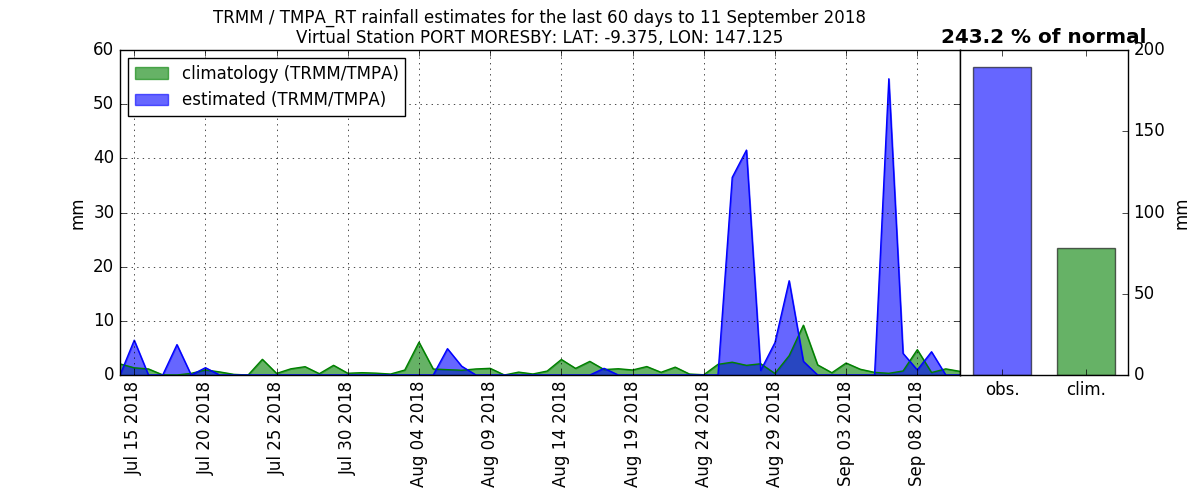 TRMM / TMPA_RT rainfall estimates for the last 60 days to 11 September 2018
Virtual Station PORT MORESBY: LAT: -9.375, LON: 147.125
243.2 % of normal
climatology (TRMM/TMPA)
estimated (TRMM/TMPA)
mm
60
50
40
30
20
10
0
Jul 15 2018
Jul 20 2018
Jul 25 2018
Jul 30 2018
Aug 04 2018
Aug 09 2018
Aug 14 2018
Aug 19 2018
Aug 24 2018
Aug 29 2018
Sep 03 2018
Sep 08 2018
obs.
clim.
200
150
100
50
0
mm